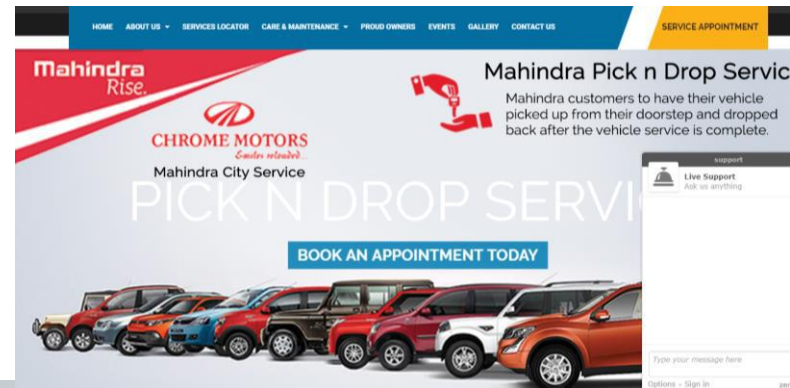 HOME ABOUT US SERVICES LOCATOR CARE & MAINTENANCE PROUD OWNERS EVENTS GALLERY CONTACT US SERVICE APPOINTMENT
Mahindra
Rise.
Mahindra Pick n Drop Servic
Mahindra customers to have their vehicle
picked up from their doorstep and dropped
back after the vehicle service is complete.
CHROME MOTORS
Smiles reloaded...
Mahindra City Service
PICK N DROP SERVI
BOOK AN APPOINTMENT TODAY
support
Live Support
Ask us anything
Type your message here
Options - Sign in